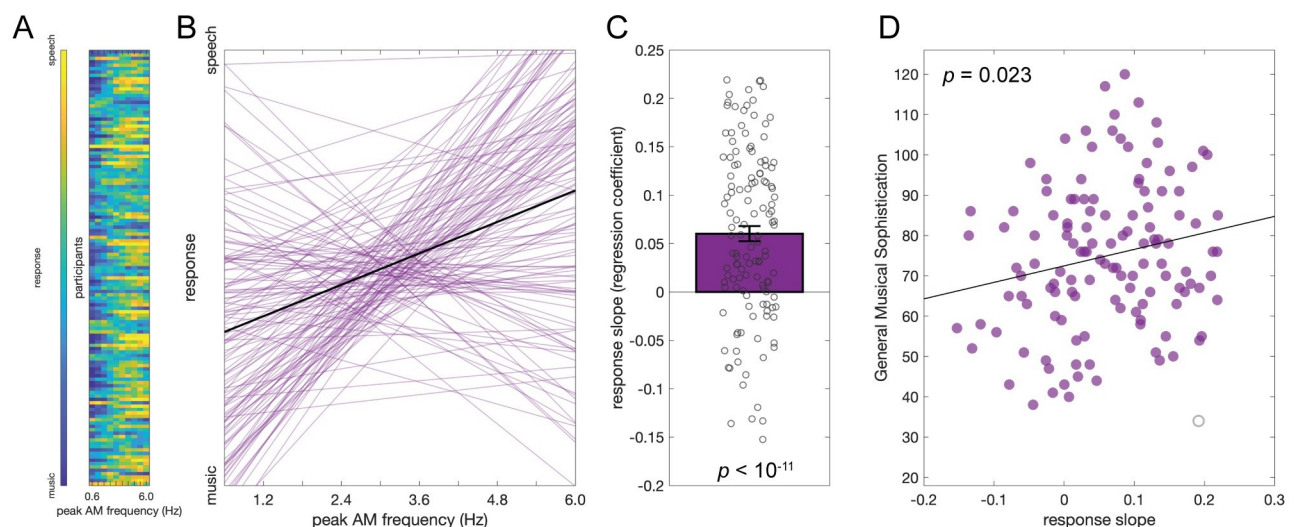 A
speech
response
music
participants
0.6
6.0
peak AM frequency (Hz)
B
speech
response
music
1.2
2.4
3.6
4.8
6.0
peak AM frequency (Hz)
C
0.25
0.2
0.15
0.1
0.05
0
-0.05
-0.1
-0.15
-0.2
response slope (regression coefficient)
p < 10-11
D
p = 0.023
120
110
100
90
80
70
60
50
40
30
20
General Musical Sophistication
-0.2
-0.1
0
0.1
0.2
0.3
response slope